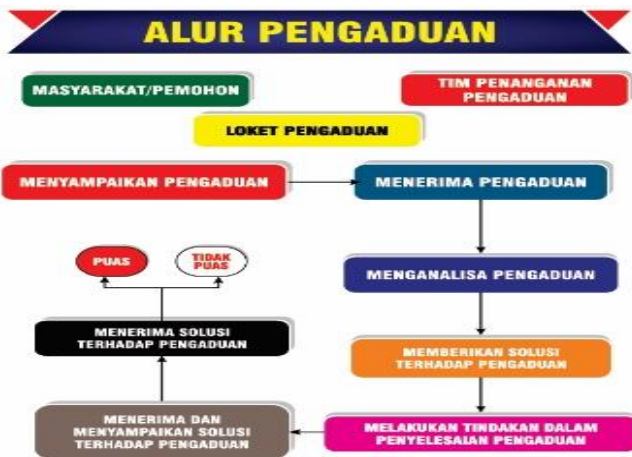 ALUR PENGADUAN
MASYARAKAT/PEMOHON
TIM PENANGANAN
PENGADUAN
LOKET PENGADUAN
MENYAMPAIKAN PENGADUAN
MENERIMA PENGADUAN
MENGANALISA PENGADUAN
MEMBERIKAN SOLUSI
TERHADAP PENGADUAN
MELAKUKAN TINDAKAN DALAM
PENYELESAIAN PENGADUAN
MENERIMA DAN
MENYAMPAIKAN SOLUSI
TERHADAP PENGADUAN
MENERIMA SOLUSI
TERHADAP PENGADUAN
PUAS
TIDAK
PUAS